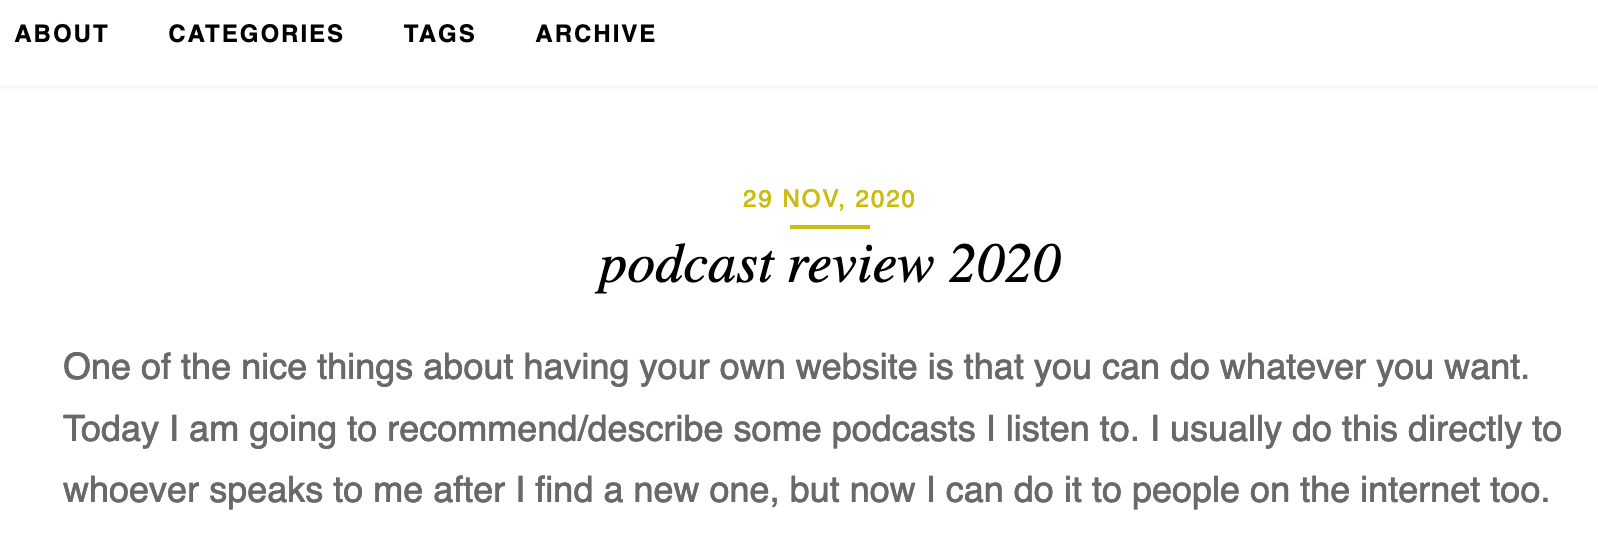 ABOUT CATEGORIES TAGS ARCHIVE
29 NOV, 2020
podcast review 2020
One of the nice things about having your own website is that you can do whatever you want.
Today I am going to recommend/describe some podcasts I listen to. I usually do this directly to
whoever speaks to me after I find a new one, but now I can do it to people on the internet too.